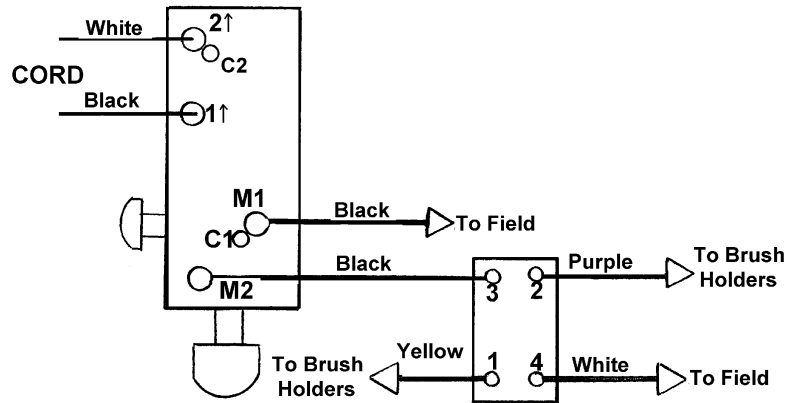 White
2↑
C2
CORD
Black
1↑
M1
Black
To Field
C1
Black
M2
3
2
Purple
To Brush
Holders
To Brush
Holders
Yellow
1
4
White
To Field